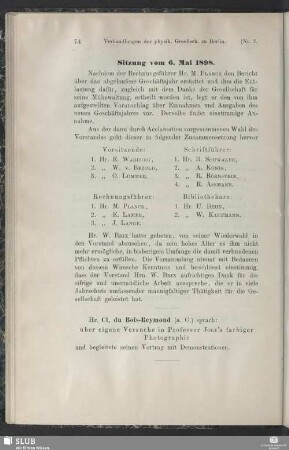 74 Verhandlungen der physik. Gesellsch. zu Berlin. [Nr. 7.
Sitzung vom 6. Mai 1898.
Nachdem der Rechnungsführer Hr. M. Planck den Bericht
über das abgelaufene Geschäftsjahr erstattet und ihm die Ent-
lastung dafür, zugleich mit dem Danke der Gesellschaft für
seine Mühewaltung, ertheilt worden ist, legt er den von ihm
aufgestellten Voranschlag über Einnahmen und Ausgaben des
neuen Geschäftsjahres vor. Derselbe findet einstimmige An-
nahme.
Aus der dann durch Acclamation vorgenommenen Wahl des
Vorstandes geht dieser in folgender Zusammensetzung hervor
Vorsitzende:
1. Hr. E. Warburg,
2. „ W. v. Bezold,
3. „ O. Lummer.
Schriftführer:
1. Hr. B. Schwalbe,
2. „ A. König,
3. „ R. Börnstein,
4. „ R. Assmann.
Rechnungsführer:
1. Hr. M. Planck,
2. „ E. Lampe,
3. „ J. Lange.
Bibliothekare:
1. Hr. U. Behn,
2. „ W. Kaufmann.
Hr. W. Brix hatte gebeten, von seiner Wiederwahl in
den Vorstand abzusehen, da sein hohes Alter es ihm nicht
mehr ermögliche, in bisherigem Umfange die damit verbundenen
Pflichten zu erfüllen. Die Versammlung nimmt mit Bedauern
von diesem Wunsche Kenntniss und beschliesst einstimmig,
dass der Vorstand Hrn. W. Brix aufrichtigen Dank für die
eifrige und unermüdliche Arbeit ausspreche, die er in viele
Jahrzehnte umfassender mannigfaltiger Thätigkeit für die Ge-
sellschaft geleistet hat.
Hr. Cl. du Bois-Reymond (a. G.) sprach:
über eigene Versuche in Professor Joly's farbiger
Photographie
und begleitete seinen Vortrag mit Demonstrationen.
SLUB
Wir führen Wissen.